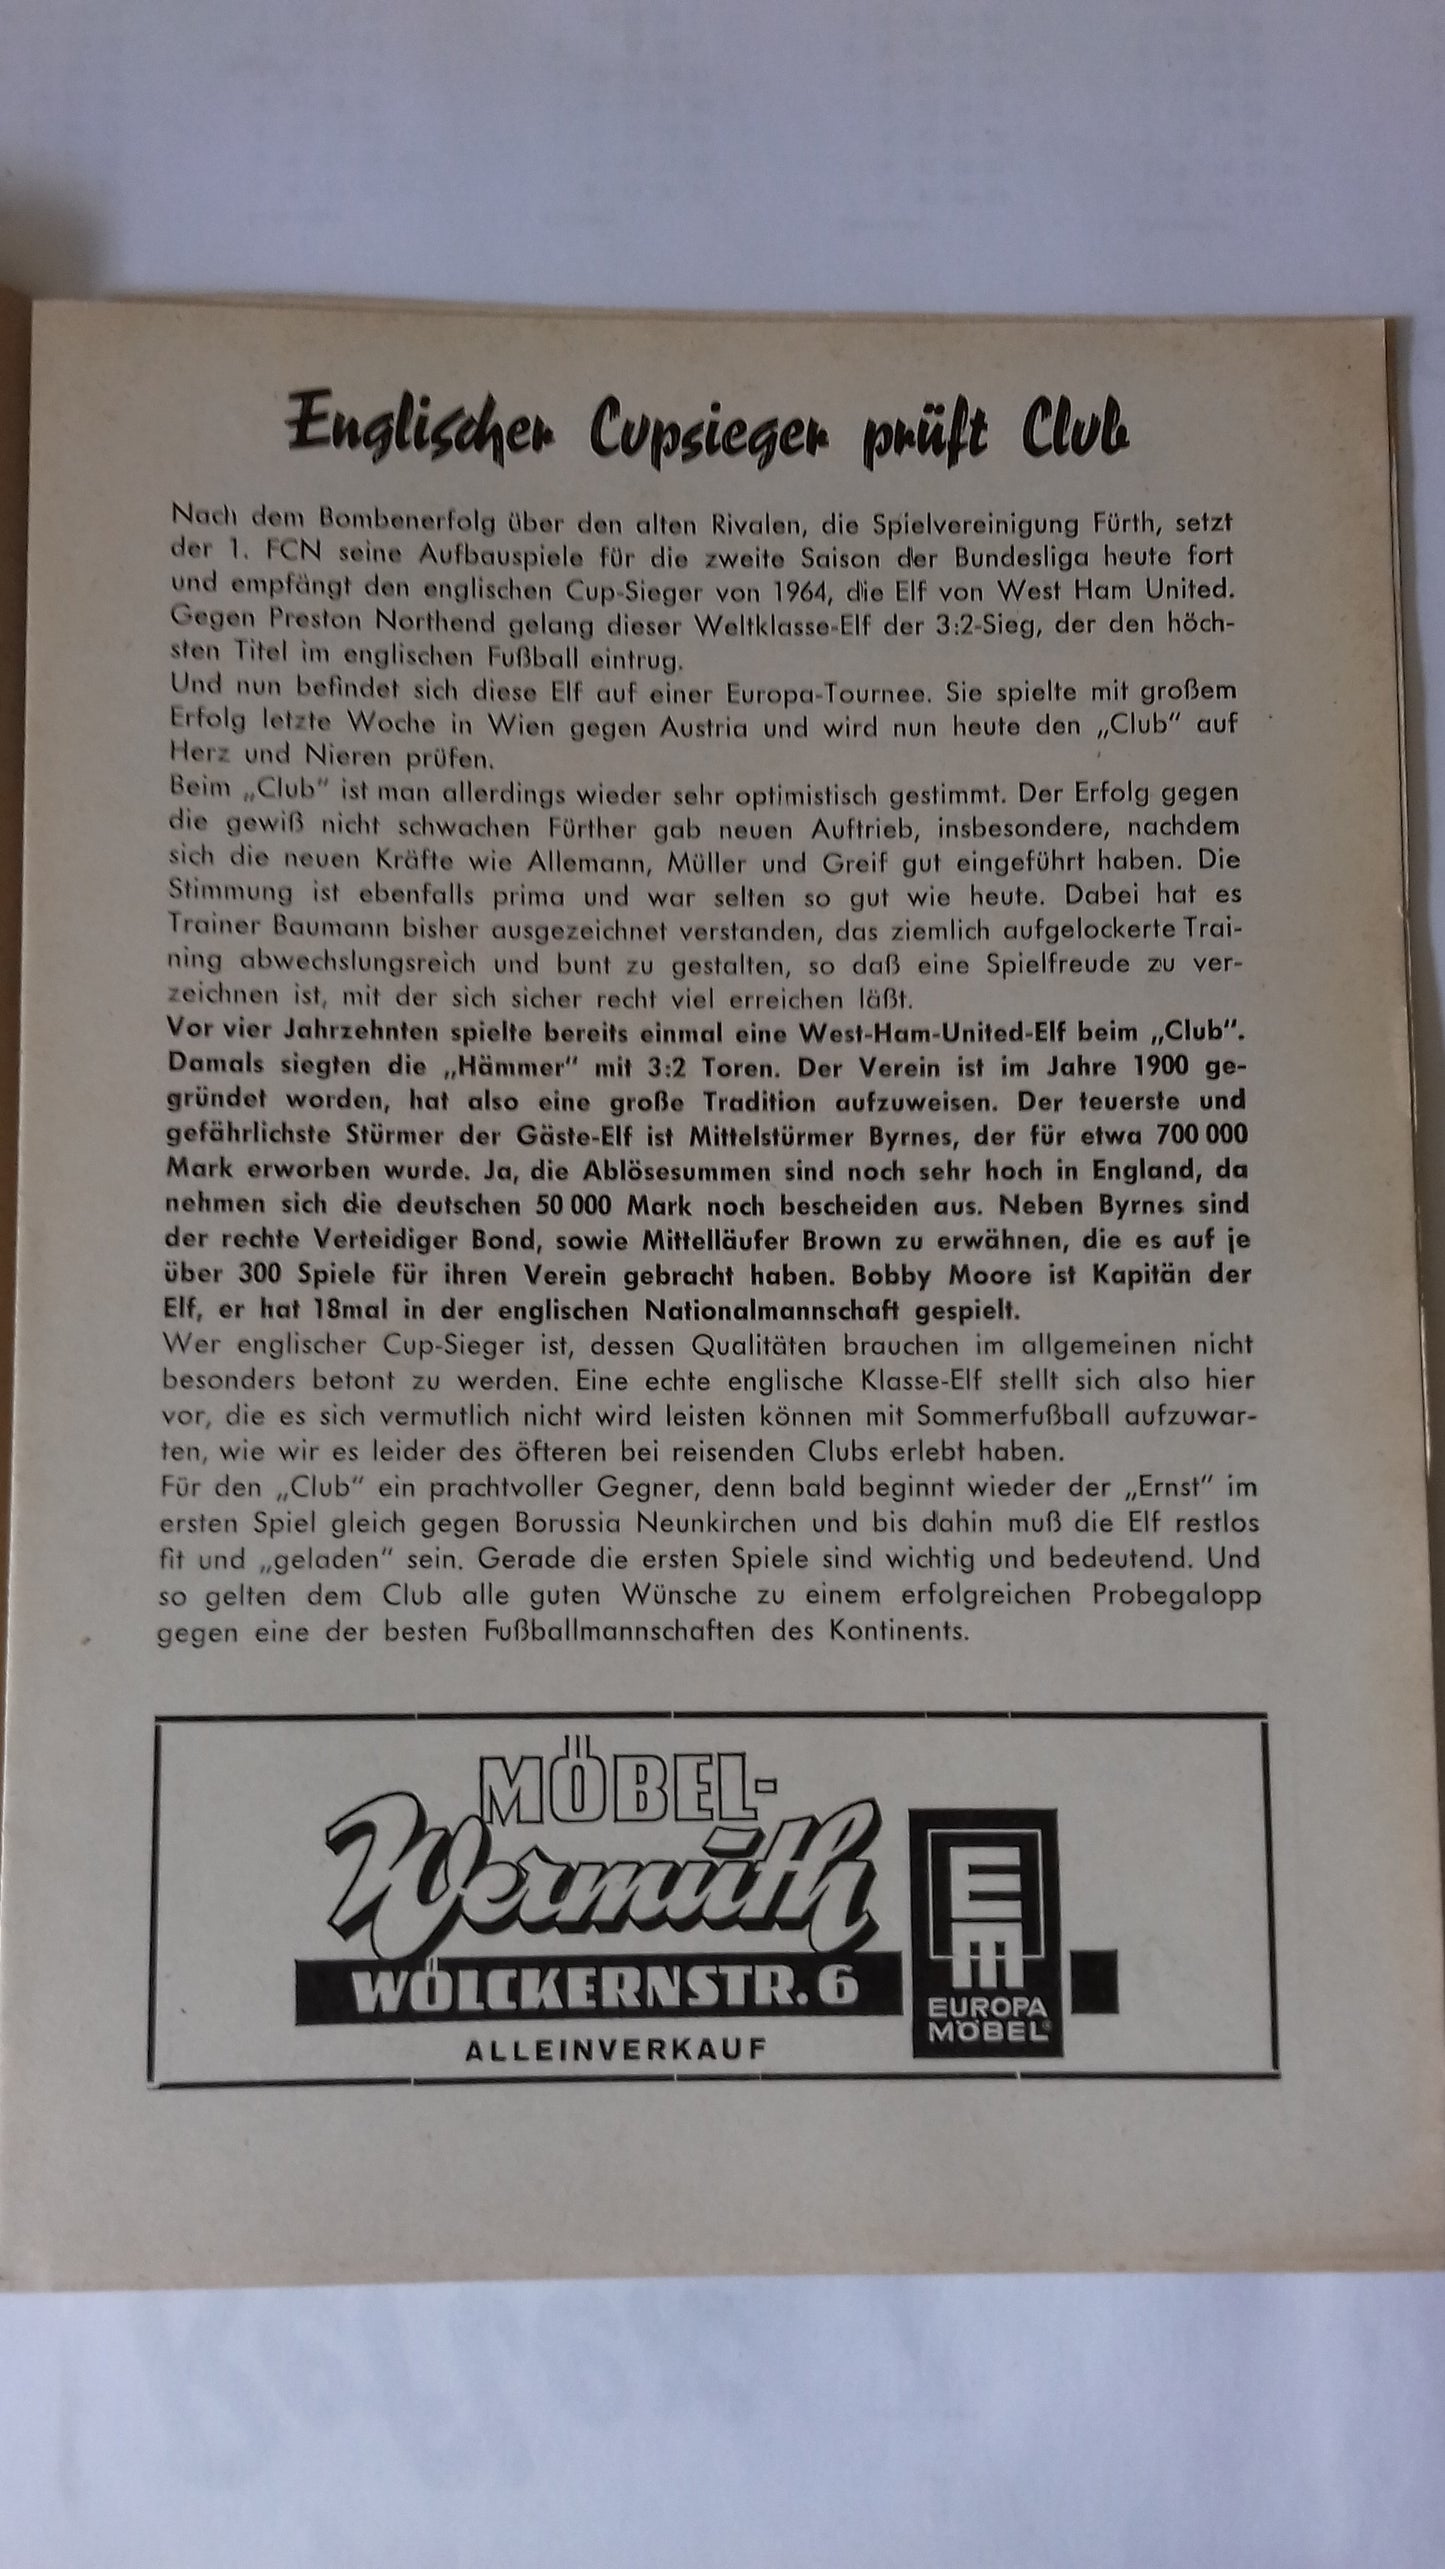 Englischer Cupsieger prüft Club
Nach dem Bombenerfolg über den alten Rivalen, die Spielvereinigung Fürth, setzt
der 1. FCN seine Aufbauspiele für die zweite Saison der Bundesliga heute fort
und empfängt den englischen Cup-Sieger von 1964, die Elf von West Ham United.
Gegen Preston Northend gelang dieser Weltklasse-Elf der 3:2-Sieg, der den höch-
sten Titel im englischen Fußball eintrug.
Und nun befindet sich diese Elf auf einer Europa-Tournee. Sie spielte mit großem
Erfolg letzte Woche in Wien gegen Austria und wird nun heute den „Club" auf
Herz und Nieren prüfen.
Beim „Club" ist man allerdings wieder sehr optimistisch gestimmt. Der Erfolg gegen
die gewiß nicht schwachen Fürther gab neuen Auftrieb, insbesondere, nachdem
sich die neuen Kräfte wie Allemann, Müller und Greif gut eingeführt haben. Die
Stimmung ist ebenfalls prima und war selten so gut wie heute. Dabei hat es
Trainer Baumann bisher ausgezeichnet verstanden, das ziemlich aufgelockerte Trai-
ning abwechslungsreich und bunt zu gestalten, so daß eine Spielfreude zu ver-
zeichnen ist, mit der sich sicher recht viel erreichen läßt.
Vor vier Jahrzehnten spielte bereits einmal eine West-Ham-United-Elf beim „Club".
Damals siegten die „Hämmer" mit 3:2 Toren. Der Verein ist im Jahre 1900 ge-
gründet worden, hat also eine große Tradition aufzuweisen. Der teuerste und
gefährlichste Stürmer der Gäste-Elf ist Mittelstürmer Byrnes, der für etwa 700 000
Mark erworben wurde. Ja, die Ablösesummen sind noch sehr hoch in England, da
nehmen sich die deutschen 50 000 Mark noch bescheiden aus. Neben Byrnes sind
der rechte Verteidiger Bond, sowie Mittelläufer Brown zu erwähnen, die es auf je
über 300 Spiele für ihren Verein gebracht haben. Bobby Moore ist Kapitän der
Elf, er hat 18mal in der englischen Nationalmannschaft gespielt.
Wer englischer Cup-Sieger ist, dessen Qualitäten brauchen im allgemeinen nicht
besonders betont zu werden. Eine echte englische Klasse-Elf stellt sich also hier
vor, die es sich vermutlich nicht wird leisten können mit Sommerfußball aufzuwar-
ten, wie wir es leider des öfteren bei reisenden Clubs erlebt haben.
Für den „Club" ein prachtvoller Gegner, denn bald beginnt wieder der „Ernst" im
ersten Spiel gleich gegen Borussia Neunkirchen und bis dahin muß die Elf restlos
fit und „geladen" sein. Gerade die ersten Spiele sind wichtig und bedeutend. Und
so gelten dem Club alle guten Wünsche zu einem erfolgreichen Probegalopp
gegen eine der besten Fußballmannschaften des Kontinents.
MÖBEL-
Wernüth
WÖLCKERNSTR. 6
ALLEINVERKAUF
EM
EUROPA
MÖBEL®